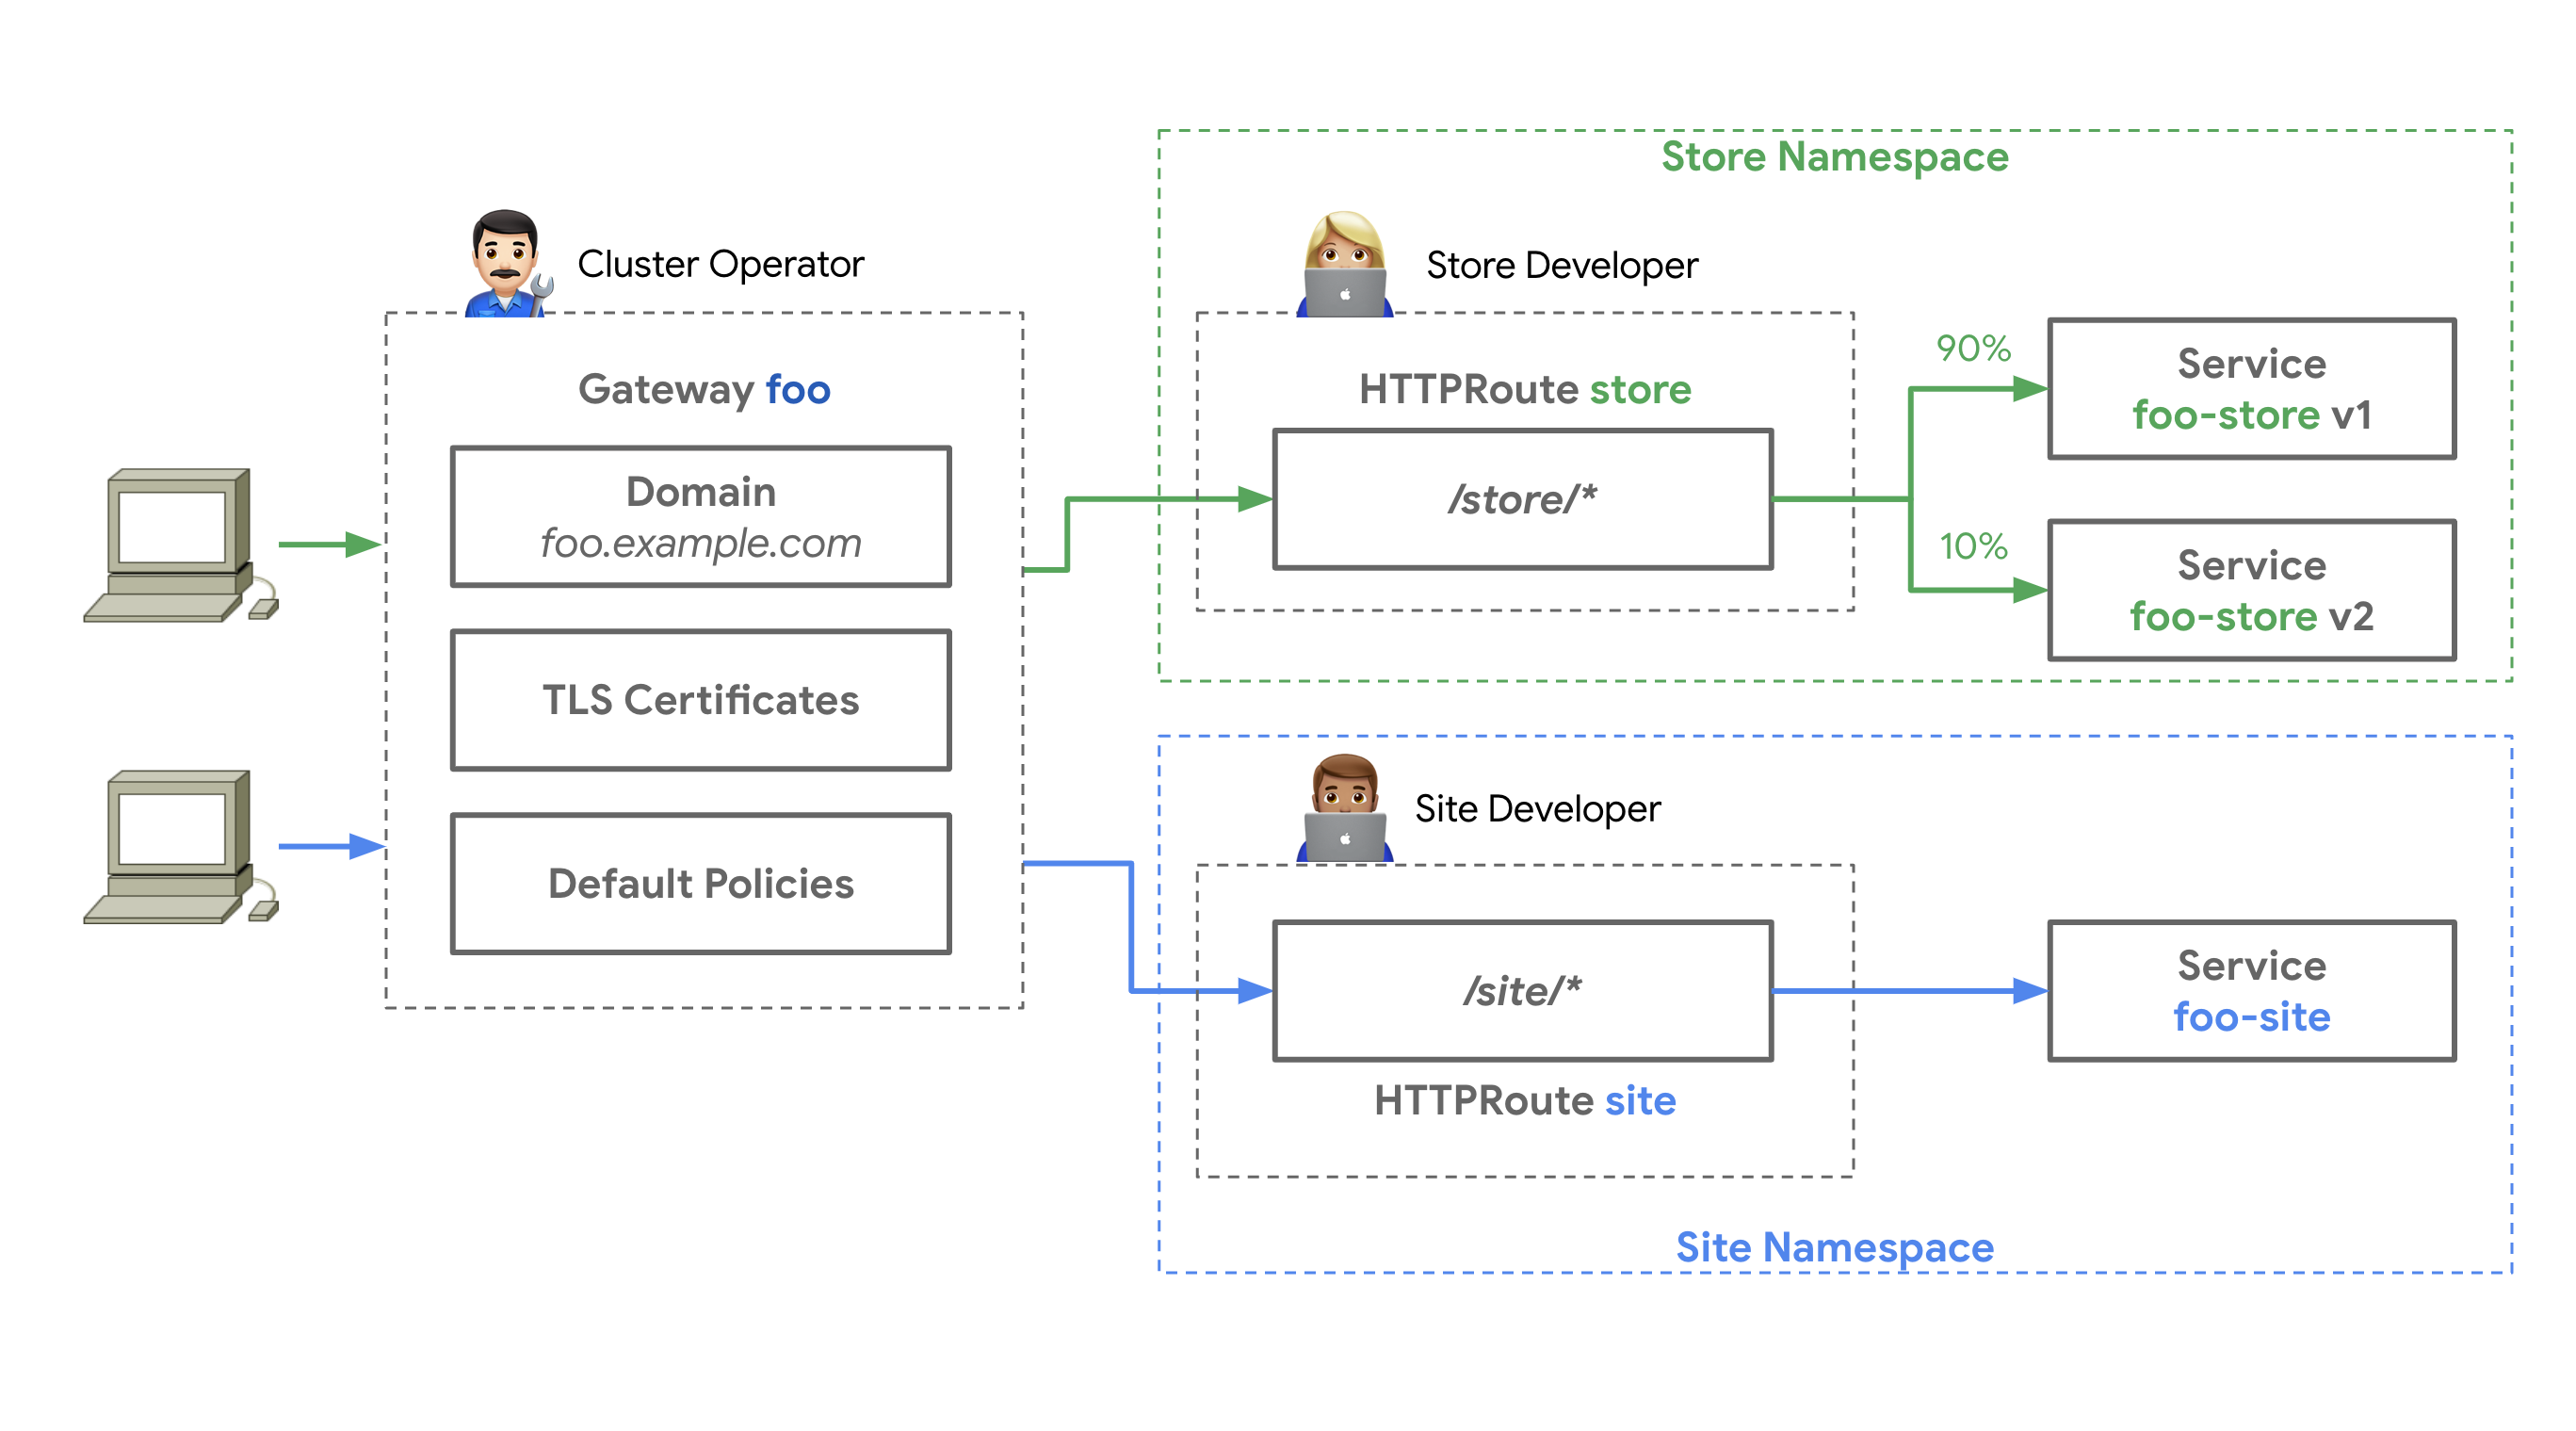 Store Namespace
Cluster Operator
Gateway foo
Domain
foo.example.com
TLS Certificates
Default Policies
Store Developer
HTTPRoute store
/store/*
90%
10%
Service
foo-store v1
Service
foo-store v2
Site Developer
/site/*
HTTPRoute site
Service
foo-site
Site Namespace